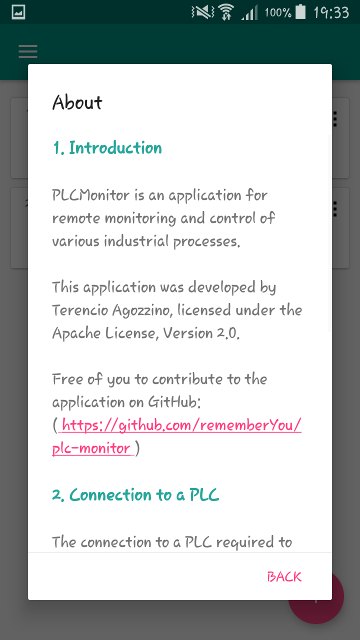 100% 19:33
About
1. Introduction
PLCMonitor is an application for
remote monitoring and control of
various industrial processes.
This application was developed by
Terencio Agozzino, licensed under the
Apache License, Version 2.0.
Free of you to contribute to the
application on GitHub:
( https://github.com/rememberYou/
plc-monitor )
2. Connection to a PLC
The connection to a PLC required to
BACK